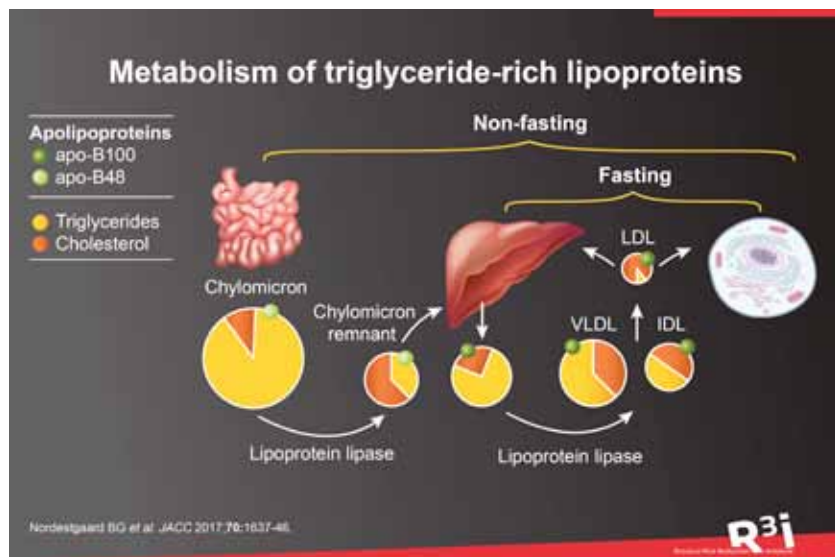 Metabolism of triglyceride-rich lipoproteins
Apolipoproteins
apo-B100
apo-B48
Triglycerides
Cholesterol
Non-fasting
Fasting
LDL
Chylomicron
Chylomicron
remnant
VLDL
IDL
Lipoprotein lipase
Lipoprotein lipase
Nordestgaard BG et al. JACC 2017;70:1637-46.
R3i